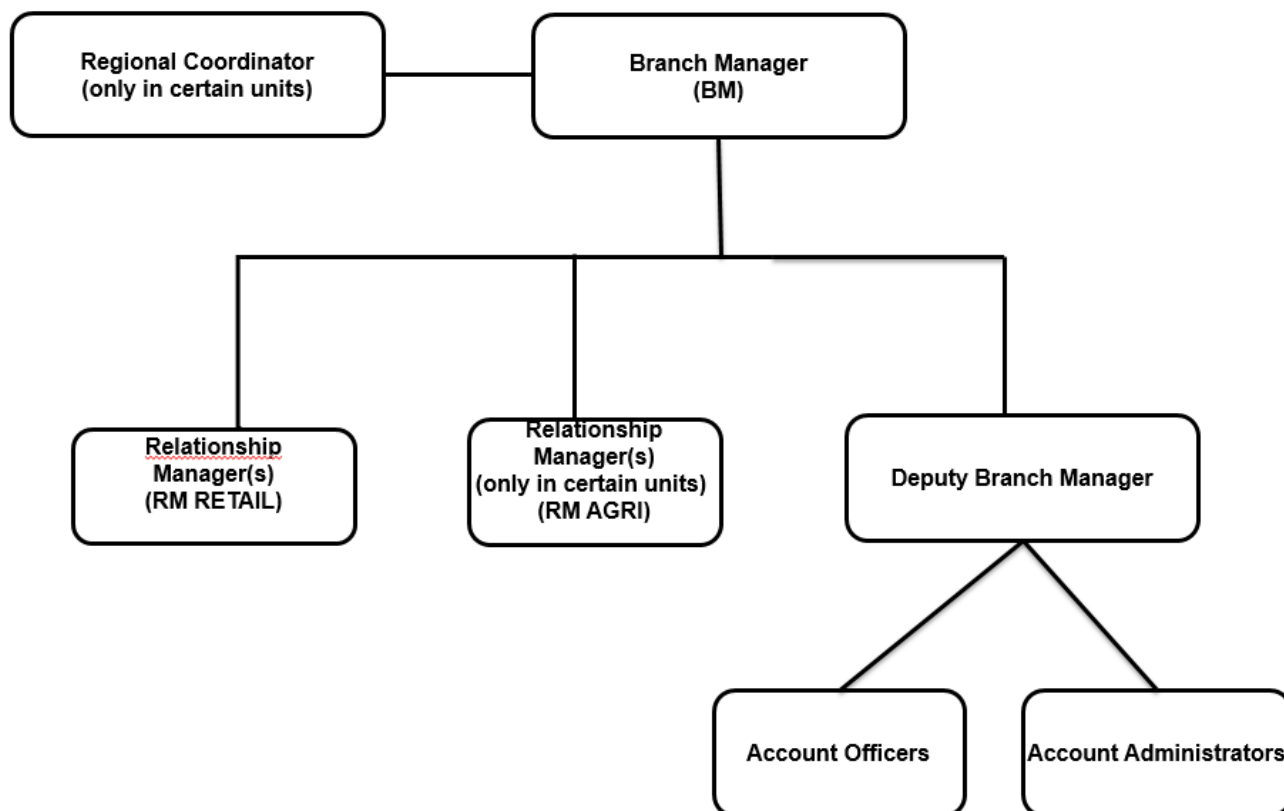 Regional Coordinator
(only in certain units)
Branch Manager
(BM)
Relationship
Manager(s)
(RM RETAIL)
Relationship
Manager(s)
(only in certain units)
(RM AGRI)
Deputy Branch Manager
Account Officers
Account Administrators